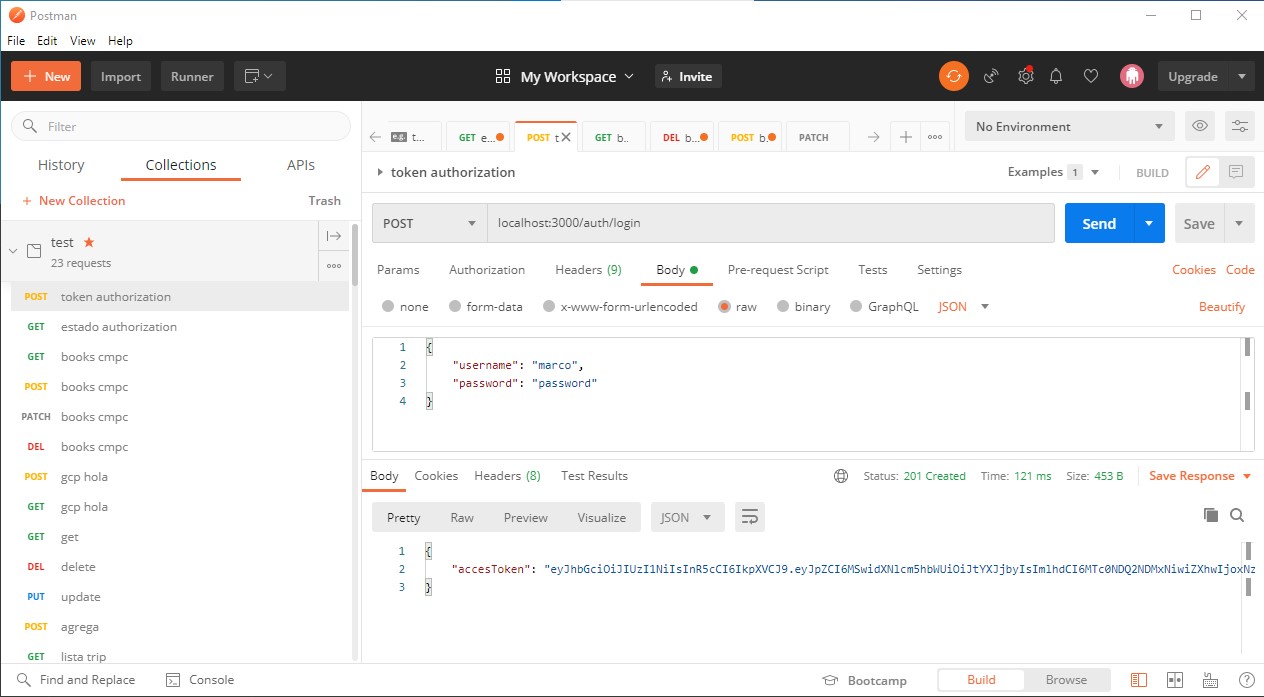 Postman
File Edit View Help
+ New Import Runner My Workspace Invite Upgrade
Filter
History Collections APIs
+ New Collection Trash
test
23 requests
POST token authorization
GET estado authorization
GET books cmpc
POST books cmpc
PATCH books cmpc
DEL books cmpc
POST gcp hola
GET gcp hola
GET get
DEL delete
PUT update
POST agrega
GET lista trip
e.g. t... GET e... POST t GET b.. DEL b... POST b. PATCH + No Environment
token authorization Examples 1 BUILD
POST localhost:3000/auth/login Send Save
Params Authorization Headers (9) Body Pre-request Script Tests Settings Cookies Code
none form-data x-www-form-urlencoded raw binary GraphQL JSON Beautify
1 {
2 "username": "marco",
3 "password": "password"
4 }
Body Cookies Headers (8) Test Results Status: 201 Created Time: 121 ms Size: 453 B Save Response
Pretty Raw Preview Visualize JSON
1 {
2 "accesToken": "eyJhbGciOiJIUzI1NiIsInR5cCI6IkpXVCJ9.eyJpZCI6MSwidXNlcm5hbWUiOiJtYXJjbyIsImlhdCI6MTc0NDQ2NDMxNiwiZXhwIjoxNz
3 }
Find and Replace Console Bootcamp Build Browse